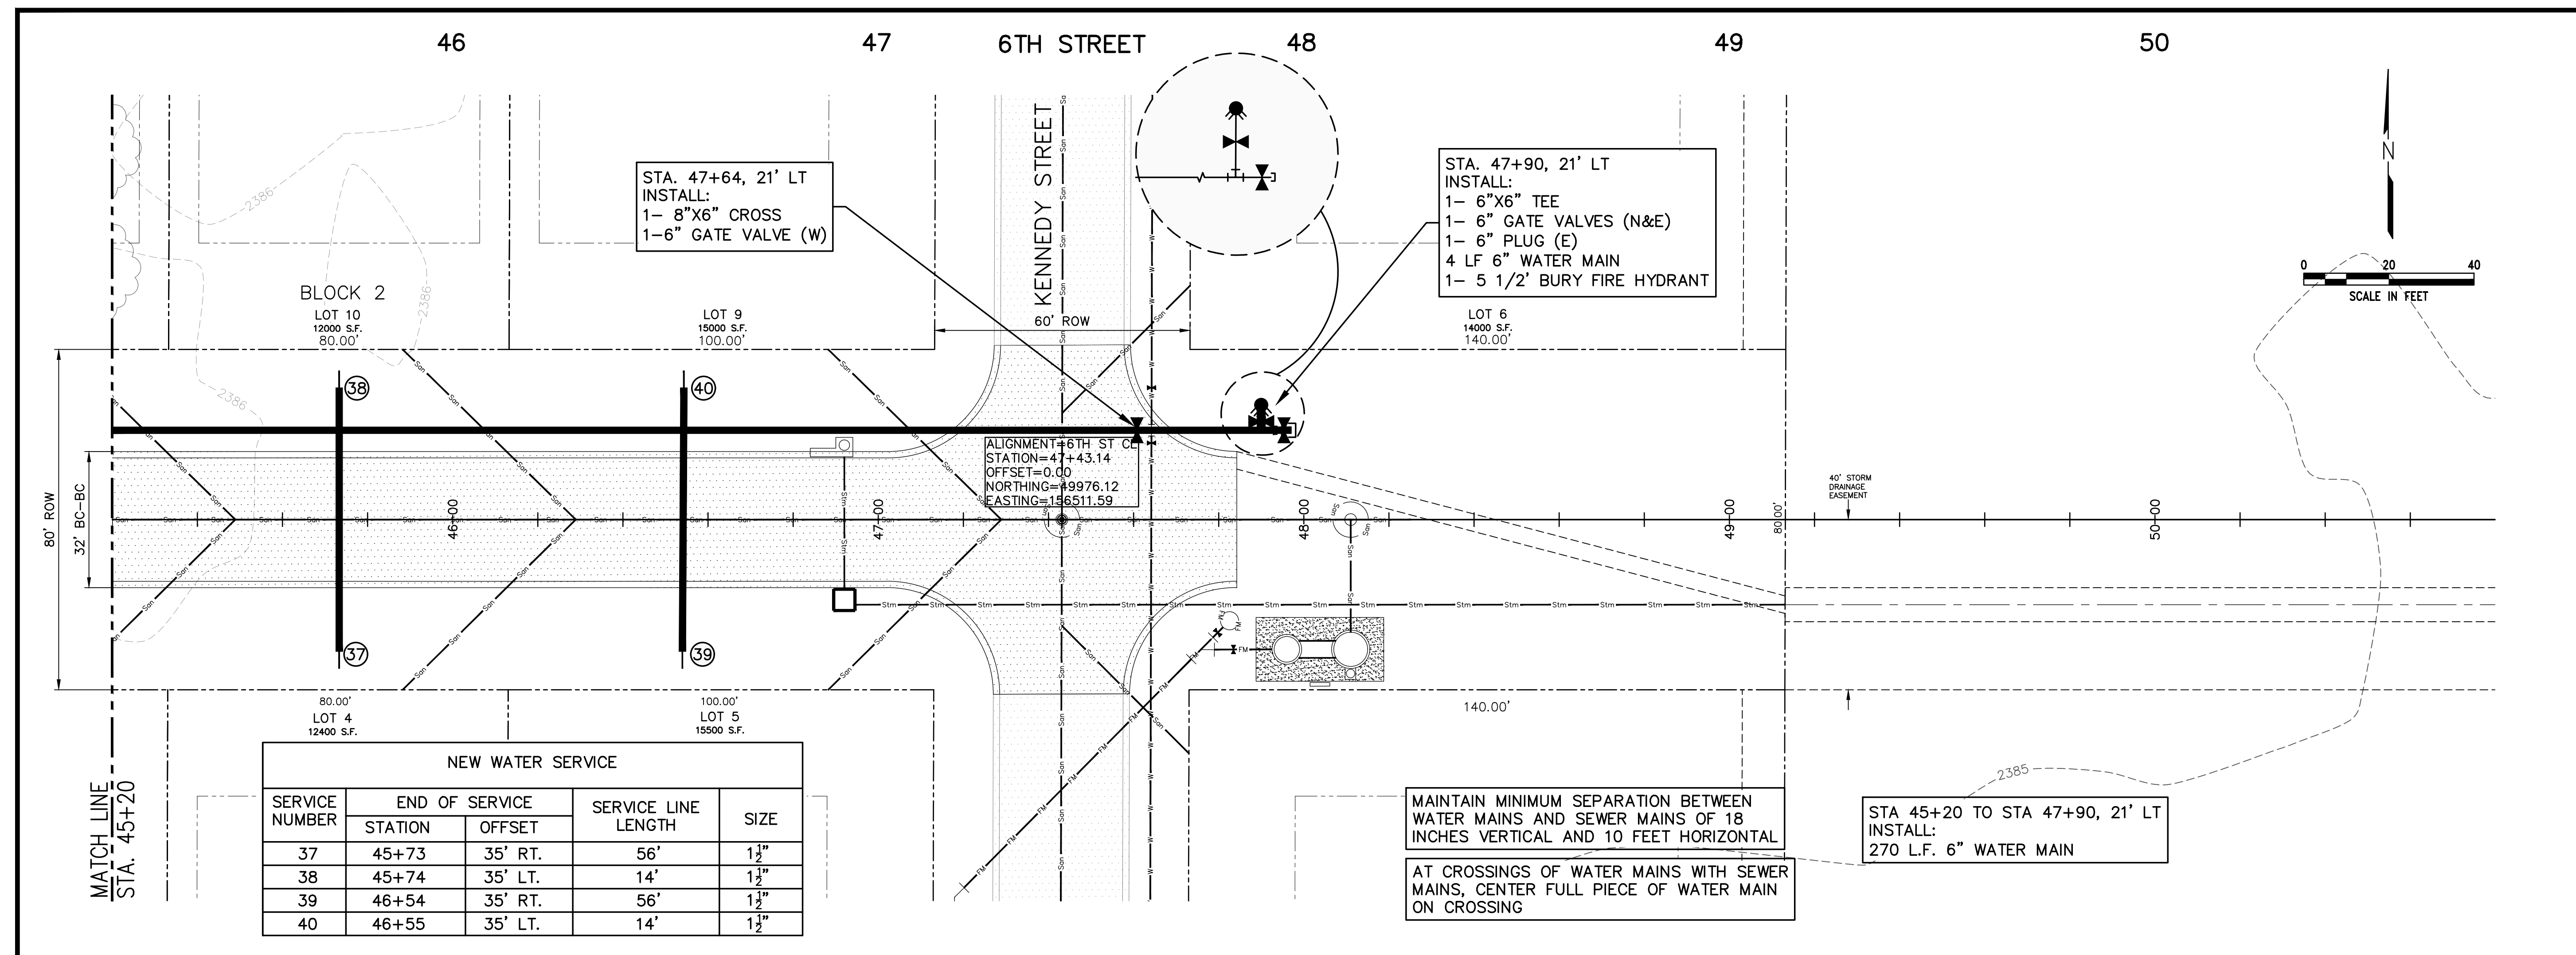 46
47
6TH STREET
48
49
50
KENNEDY STREET
STA. 47+64, 21' LT
INSTALL:
1– 8"X6" CROSS
1–6" GATE VALVE (W)
STA. 47+90, 21' LT
INSTALL:
1– 6"X6" TEE
1– 6" GATE VALVES (N&E)
1– 6" PLUG (E)
4 LF 6" WATER MAIN
1– 5 1/2' BURY FIRE HYDRANT
N
0 20 40
SCALE IN FEET
2386
2386
2386
BLOCK 2
LOT 10
12000 S.F.
80.00'
LOT 9
15000 S.F.
100.00'
60' ROW
LOT 6
14000 S.F.
140.00'
38
40
ALIGNMENT=6TH ST CL
STATION=47+43.14
OFFSET=0.00
NORTHING=49976.12
EASTING=156511.59
80' ROW
32' BC–BC
46+00
47+00
48+00
49+00
80.00'
50+00
40' STORM
DRAINAGE
EASEMENT
San
Stm
W
FM
37
39
80.00'
LOT 4
12400 S.F.
100.00'
LOT 5
15500 S.F.
140.00'
MATCH LINE
STA. 45+20
NEW WATER SERVICE
SERVICE NUMBER END OF SERVICE SERVICE LINE LENGTH SIZE
STATION OFFSET
37 45+73 35' RT. 56' 1½"
38 45+74 35' LT. 14' 1½"
39 46+54 35' RT. 56' 1½"
40 46+55 35' LT. 14' 1½"
2385
MAINTAIN MINIMUM SEPARATION BETWEEN
WATER MAINS AND SEWER MAINS OF 18
INCHES VERTICAL AND 10 FEET HORIZONTAL
AT CROSSINGS OF WATER MAINS WITH SEWER
MAINS, CENTER FULL PIECE OF WATER MAIN
ON CROSSING
STA 45+20 TO STA 47+90, 21' LT
INSTALL:
270 L.F. 6" WATER MAIN